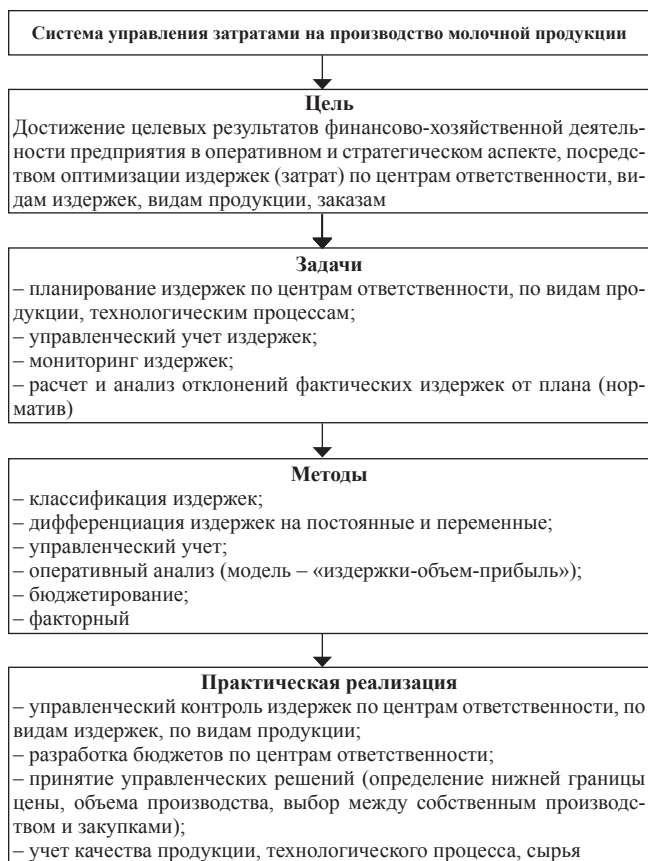 Система управления затратами на производство молочной продукции
Цель
Достижение целевых результатов финансово-хозяйственной деятель-
ности предприятия в оперативном и стратегическом аспекте, посредс-
твом оптимизации издержек (затрат) по центрам ответственности, ви-
дам издержек, видам продукции, заказам
Задачи
– планирование издержек по центрам ответственности, по видам про-
дукции, технологическим процессам;
– управленческий учет издержек;
– мониторинг издержек;
– расчет и анализ отклонений фактических издержек от плана (нор-
матив)
Методы
– классификация издержек;
– дифференциация издержек на постоянные и переменные;
– управленческий учет;
– оперативный анализ (модель – «издержки-объем-прибыль»);
– бюджетирование;
– факторный
Практическая реализация
– управленческий контроль издержек по центрам ответственности, по
видам издержек, по видам продукции;
– разработка бюджетов по центрам ответственности;
– принятие управленческих решений (определение нижней границы
цены, объема производства, выбор между собственным производс-
твом и закупками);
– учет качества продукции, технологического процесса, сырья